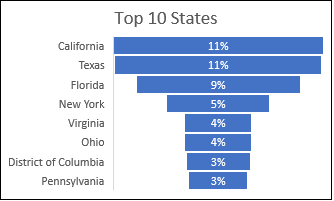 Top 10 States
California 11%
Texas 11%
Florida 9%
New York 5%
Virginia 4%
Ohio 4%
District of Columbia 3%
Pennsylvania 3%